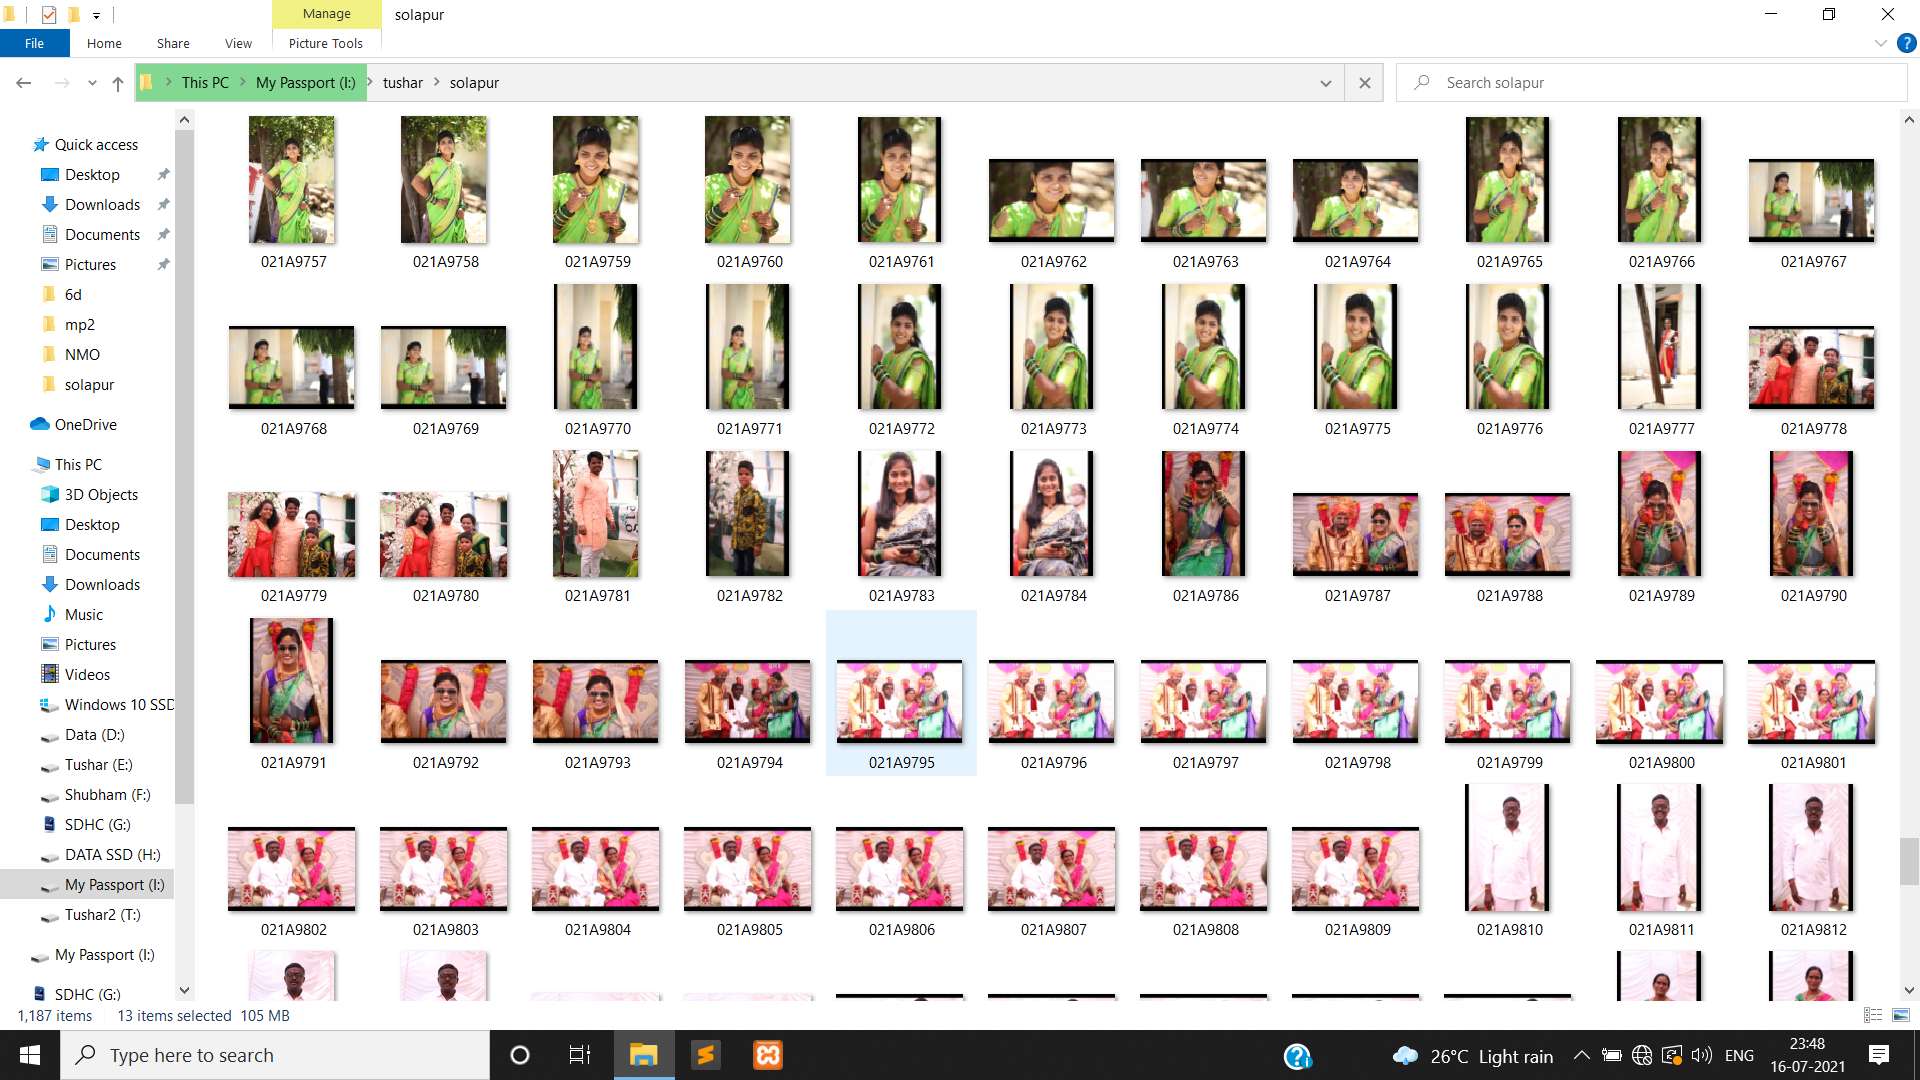 Manage
solapur
File
Home
Share
View
Picture Tools
This PC
My Passport (I:)
tushar
solapur
Search solapur
Quick access
Desktop
Downloads
Documents
Pictures
6d
mp2
NMO
solapur
OneDrive
This PC
3D Objects
Desktop
Documents
Downloads
Music
Pictures
Videos
Windows 10 SSD
Data (D:)
Tushar (E:)
Shubham (F:)
SDHC (G:)
DATA SSD (H:)
My Passport (I:)
Tushar2 (T:)
My Passport (I:)
SDHC (G:)
021A9757 021A9758 021A9759 021A9760 021A9761 021A9762 021A9763 021A9764 021A9765 021A9766 021A9767
021A9768 021A9769 021A9770 021A9771 021A9772 021A9773 021A9774 021A9775 021A9776 021A9777 021A9778
021A9779 021A9780 021A9781 021A9782 021A9783 021A9784 021A9786 021A9787 021A9788 021A9789 021A9790
021A9791 021A9792 021A9793 021A9794 021A9795 021A9796 021A9797 021A9798 021A9799 021A9800 021A9801
021A9802 021A9803 021A9804 021A9805 021A9806 021A9807 021A9808 021A9809 021A9810 021A9811 021A9812
1,187 items 13 items selected 105 MB
Type here to search
26°C Light rain
ENG
23:48
16-07-2021